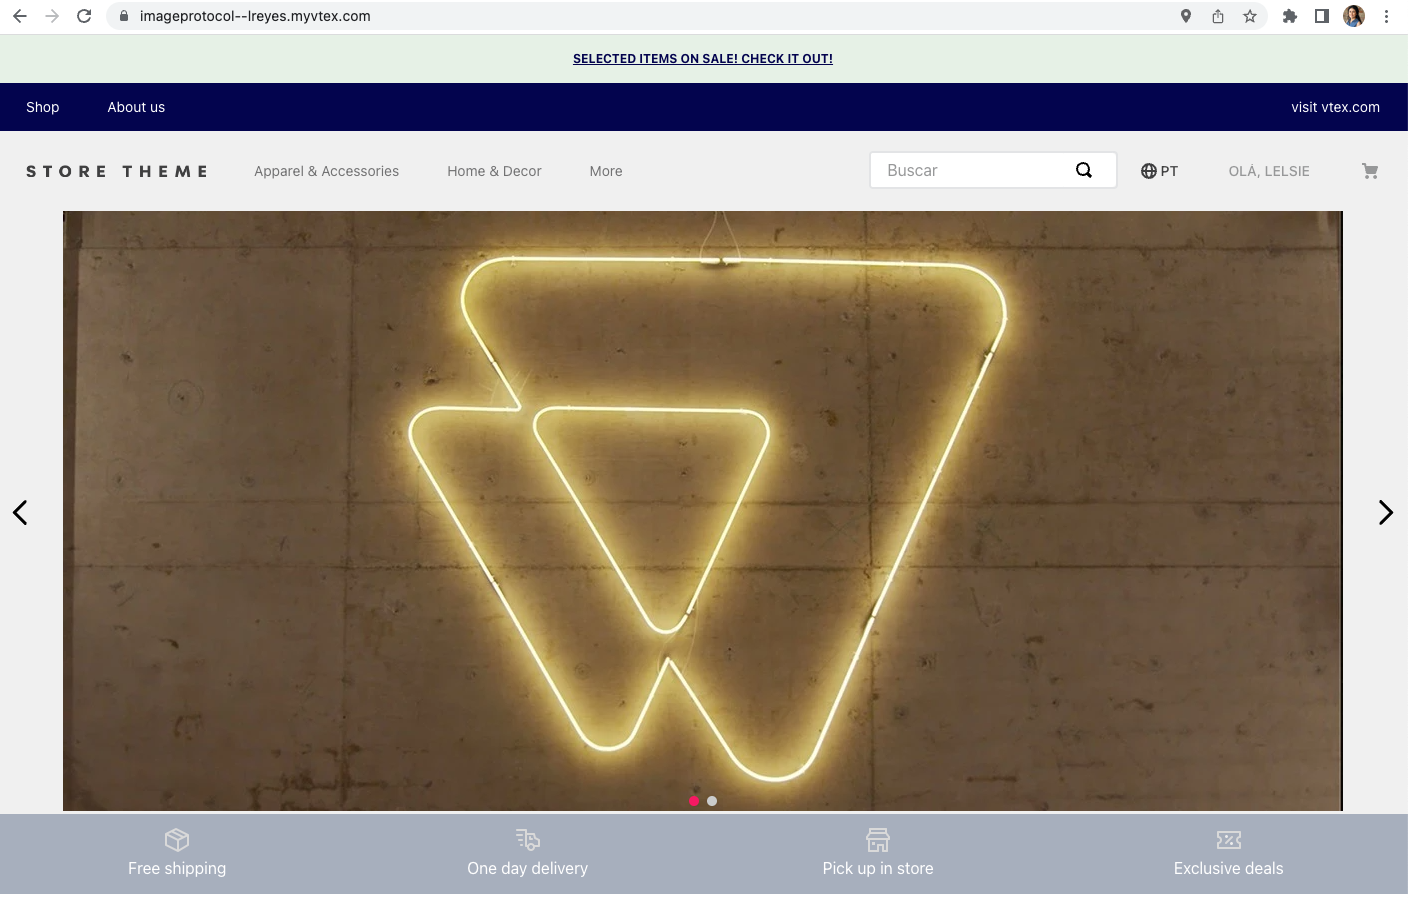 imageprotocol--lreyes.myvtex.com
SELECTED ITEMS ON SALE! CHECK IT OUT!
Shop About us visit vtex.com
STORE THEME Apparel & Accessories Home & Decor More Buscar PT OLÁ, LELSIE
Free shipping One day delivery Pick up in store Exclusive deals